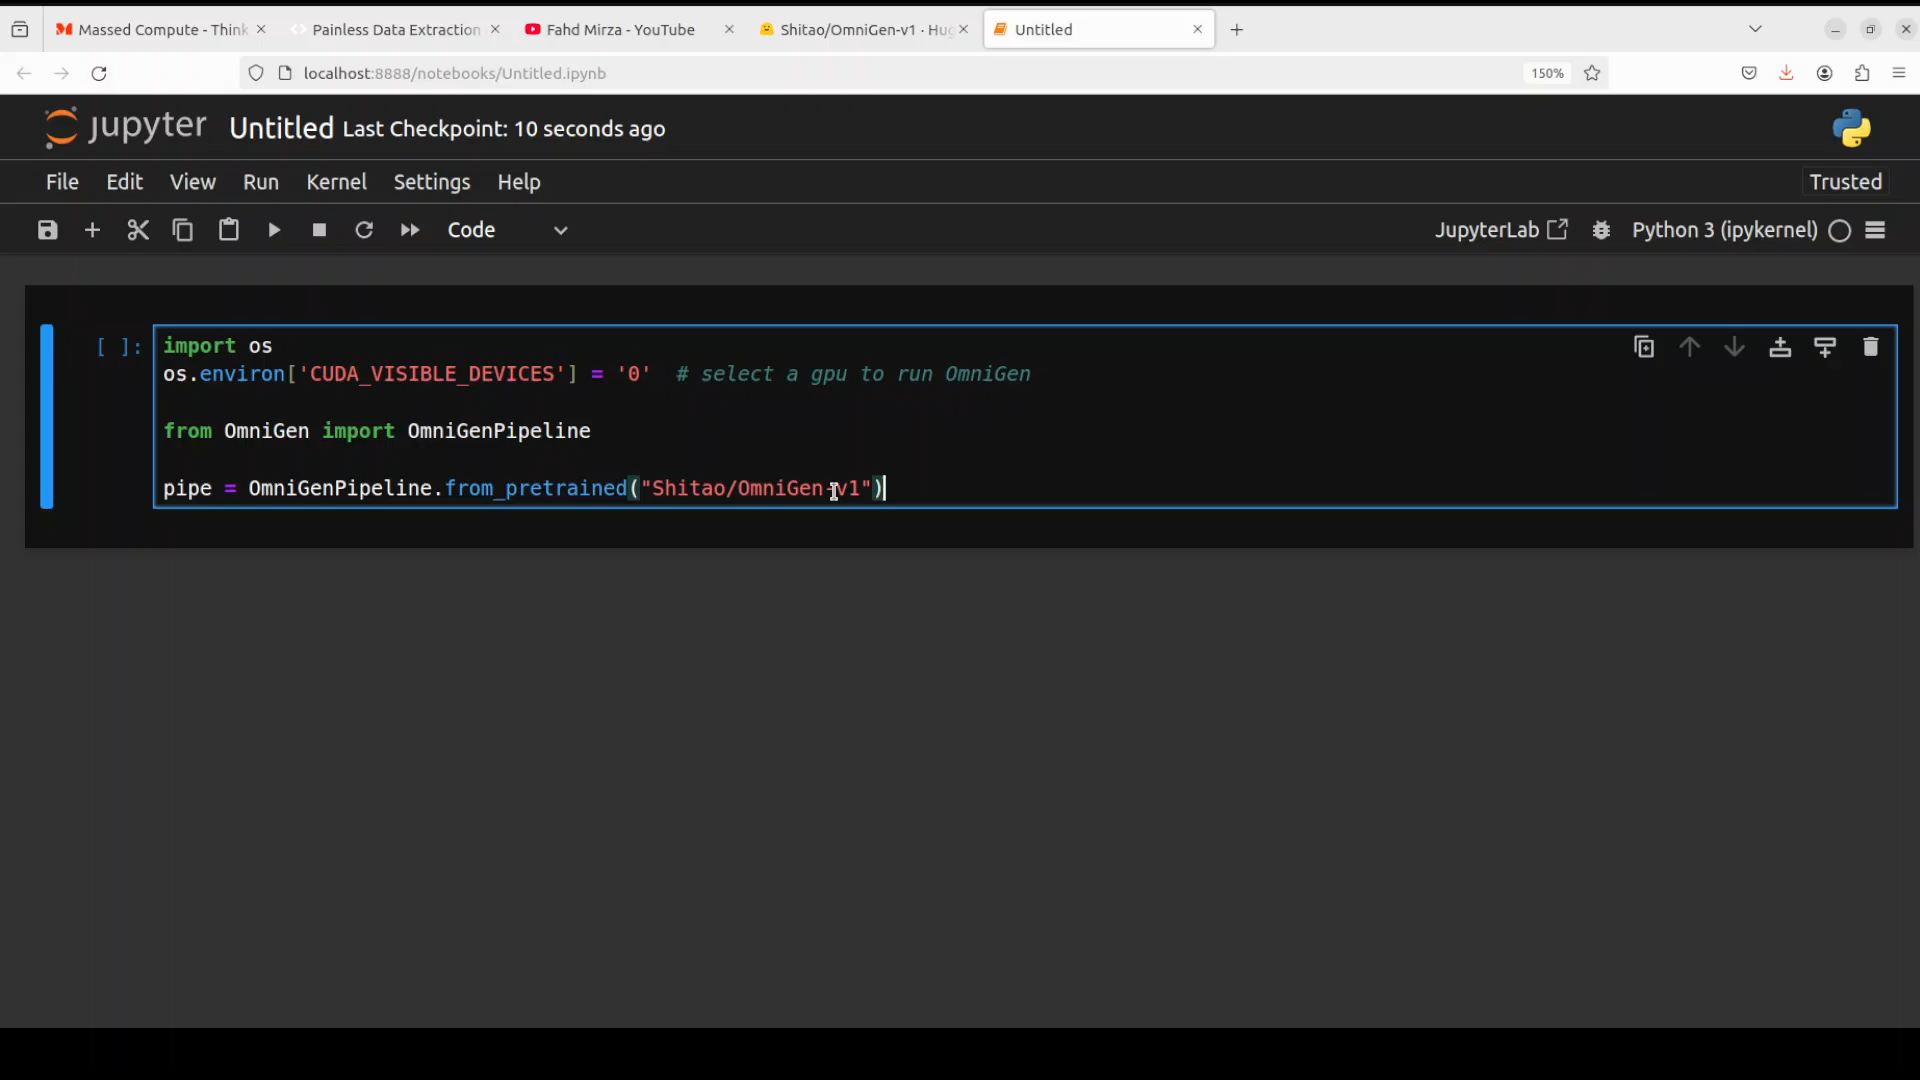 Massed Compute - Think
Painless Data Extraction
Fahd Mirza - YouTube
Shitao/OmniGen-v1 · Hug
Untitled
localhost:8888/notebooks/Untitled.ipynb
150%
jupyter Untitled Last Checkpoint: 10 seconds ago
File Edit View Run Kernel Settings Help Trusted
Code JupyterLab Python 3 (ipykernel)
[ ]: import os
os.environ['CUDA_VISIBLE_DEVICES'] = '0'  # select a gpu to run OmniGen
from OmniGen import OmniGenPipeline
pipe = OmniGenPipeline.from_pretrained("Shitao/OmniGen-v1")